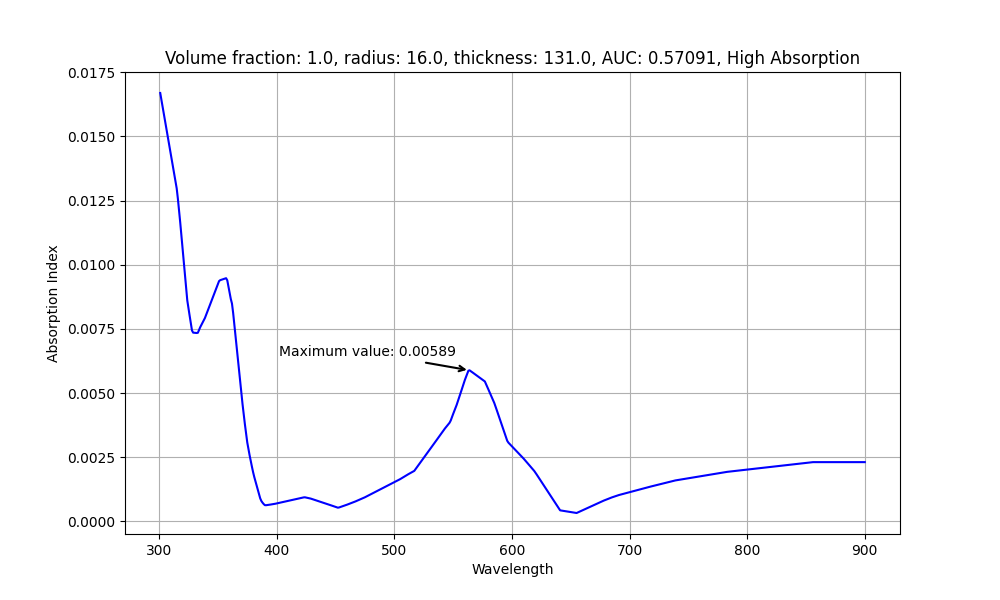 Volume fraction: 1.0, radius: 16.0, thickness: 131.0, AUC: 0.57091, High Absorption
0.0175
0.0150
0.0125
0.0100
0.0075
0.0050
0.0025
0.0000
Absorption Index
Maximum value: 0.00589
300 400 500 600 700 800 900
Wavelength